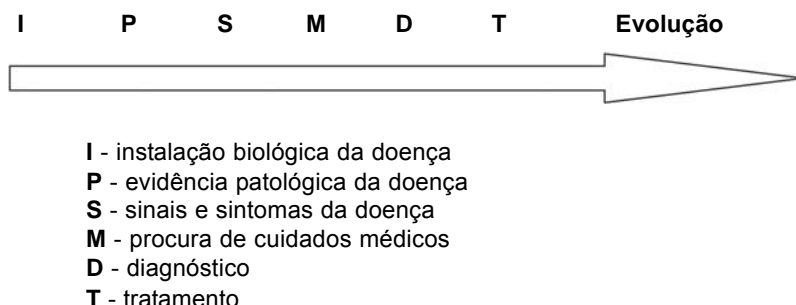 I P S M D T Evolução
I - instalação biológica da doença
P - evidência patológica da doença
S - sinais e sintomas da doença
M - procura de cuidados médicos
D - diagnóstico
T - tratamento